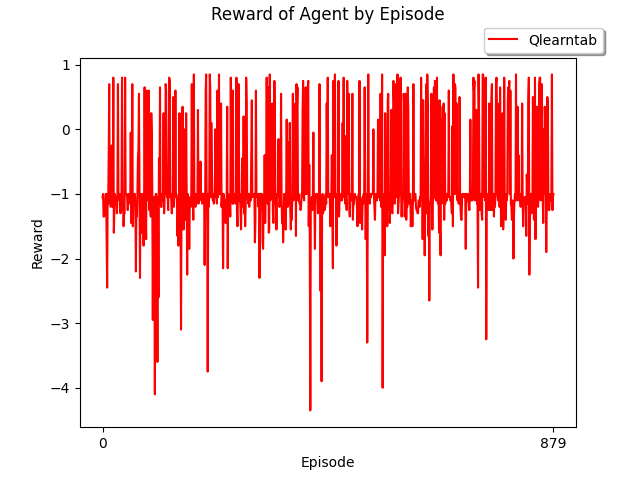 Reward of Agent by Episode
Qlearntab
1
0
−1
−2
−3
−4
Reward
0
879
Episode